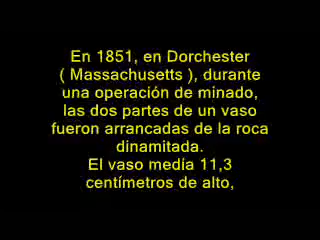 En 1851, en Dorchester
( Massachusetts ), durante
una operación de minado,
las dos partes de un vaso
fueron arrancadas de la roca
dinamitada.
El vaso medía 11,3
centímetros de alto,